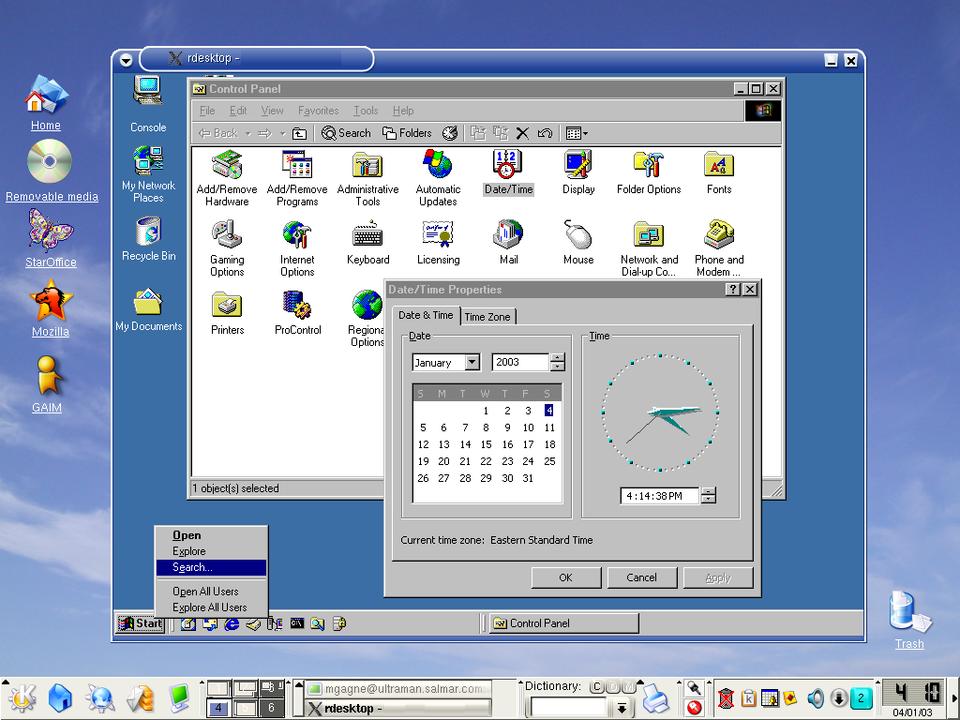 rdesktop -
Control Panel
File Edit View Favorites Tools Help
Back Search Folders
Home
Removable media
StarOffice
Mozilla
GAIM
Console
My Network
Places
Recycle Bin
My Documents
Add/Remove
Hardware
Add/Remove
Programs
Administrative
Tools
Automatic
Updates
Date/Time
Display
Folder Options
Fonts
Gaming
Options
Internet
Options
Keyboard
Licensing
Mail
Mouse
Network and
Dial-up Co...
Phone and
Modem ...
Printers
ProControl
Regional
Options
1 object(s) selected
Date/Time Properties
Date & Time Time Zone
Date
January 2003
S M T W T F S
1 2 3 4
5 6 7 8 9 10 11
12 13 14 15 16 17 18
19 20 21 22 23 24 25
26 27 28 29 30 31
Time
4:14:38 PM
Current time zone: Eastern Standard Time
OK Cancel Apply
Open
Explore
Search...
Open All Users
Explore All Users
Start
Control Panel
Trash
4 6
mgagne@ultraman.salmar.com
rdesktop -
Dictionary:
2
4 10
04/01/03